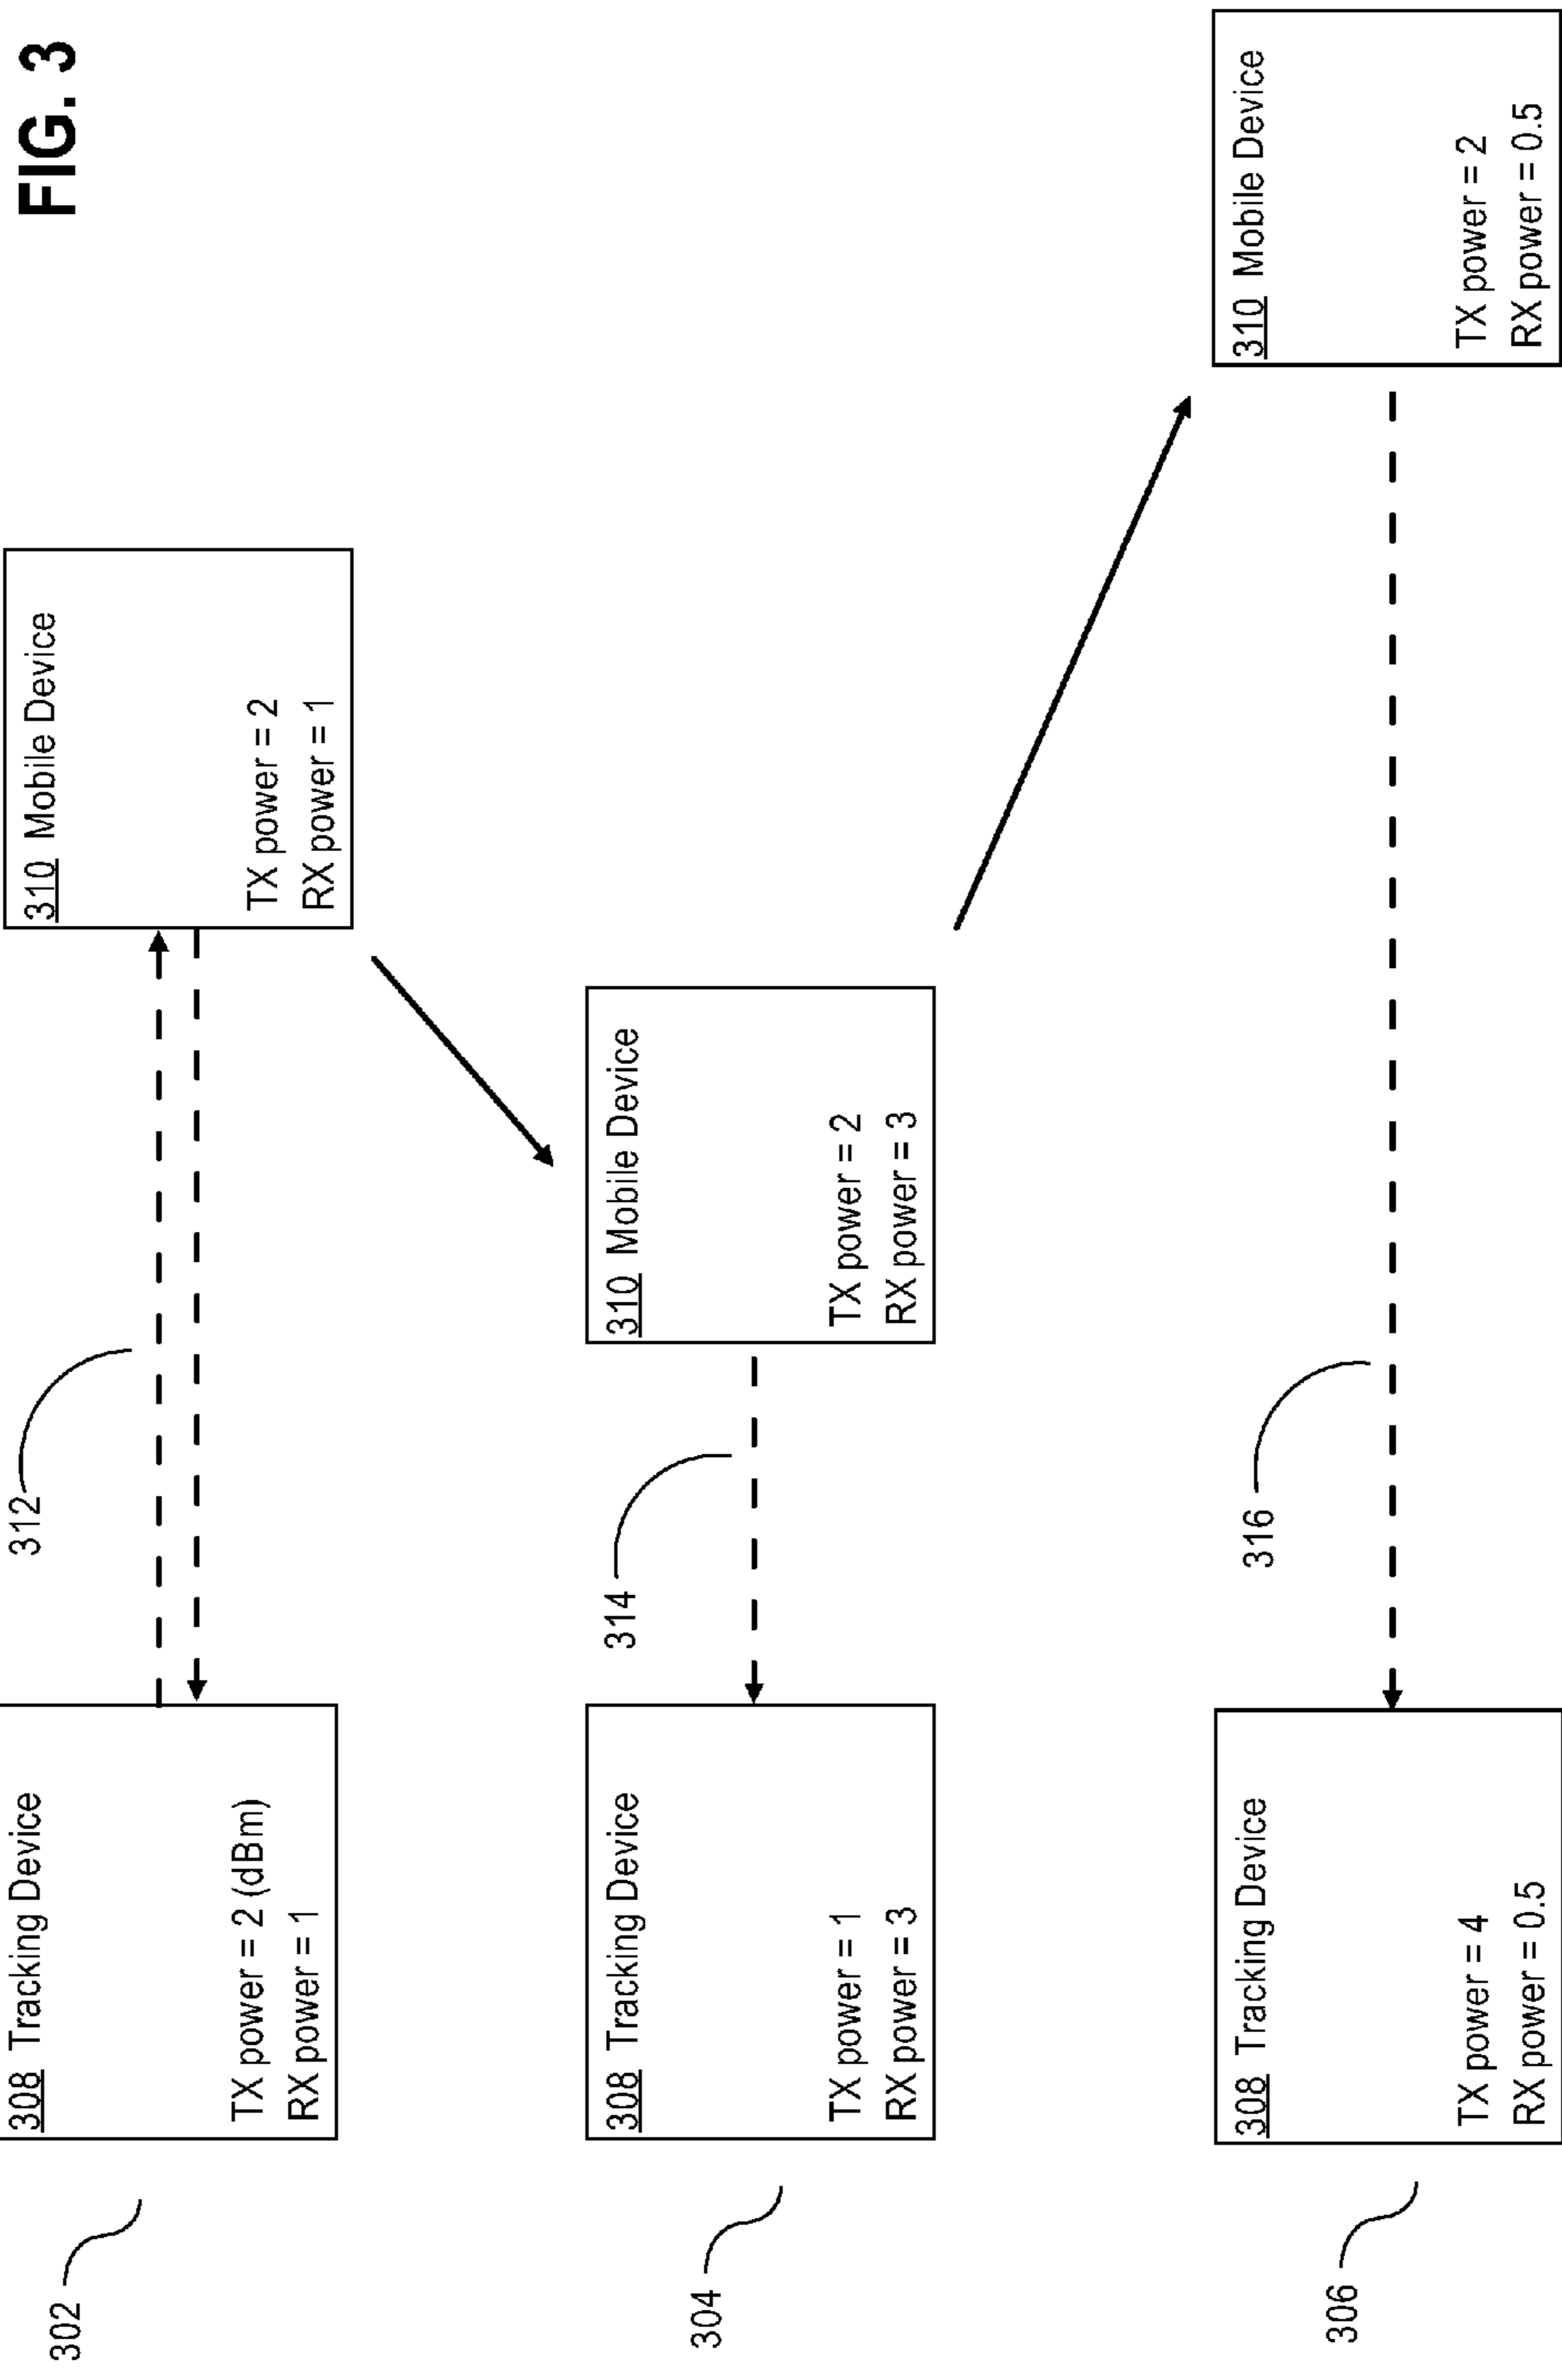 FIG. 3
312
308 Tracking Device
TX power = 2 (dBm)
RX power = 1
310 Mobile Device
TX power = 2
RX power = 1
302
314
308 Tracking Device
TX power = 1
RX power = 3
310 Mobile Device
TX power = 2
RX power = 3
304
316
308 Tracking Device
TX power = 4
RX power = 0.5
310 Mobile Device
TX power = 2
RX power = 0.5
306